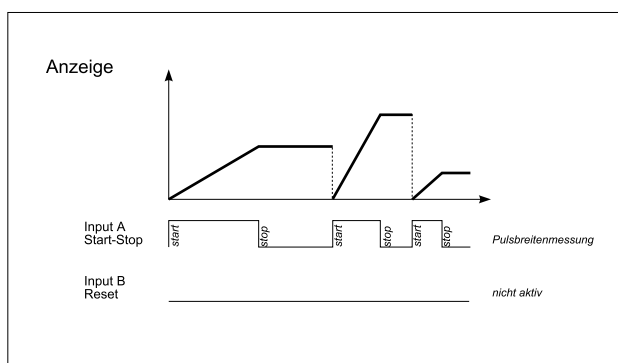 Anzeige
Input A
Start-Stop
start
stop
start
stop
start
stop
Pulsbreitenmessung
Input B
Reset
nicht aktiv